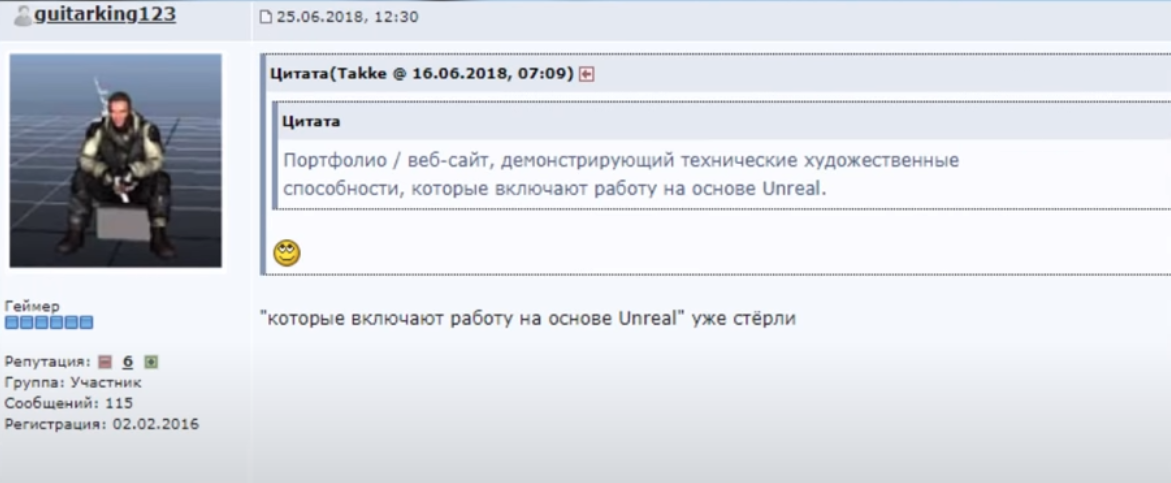 guitarking123
25.06.2018, 12:30
Цитата(Takke @ 16.06.2018, 07:09)
Цитата
Портфолио / веб-сайт, демонстрирующий технические художественные
способности, которые включают работу на основе Unreal.
"которые включают работу на основе Unreal" уже стёрли
Геймер
Репутация: 6
Группа: Участник
Сообщений: 115
Регистрация: 02.02.2016